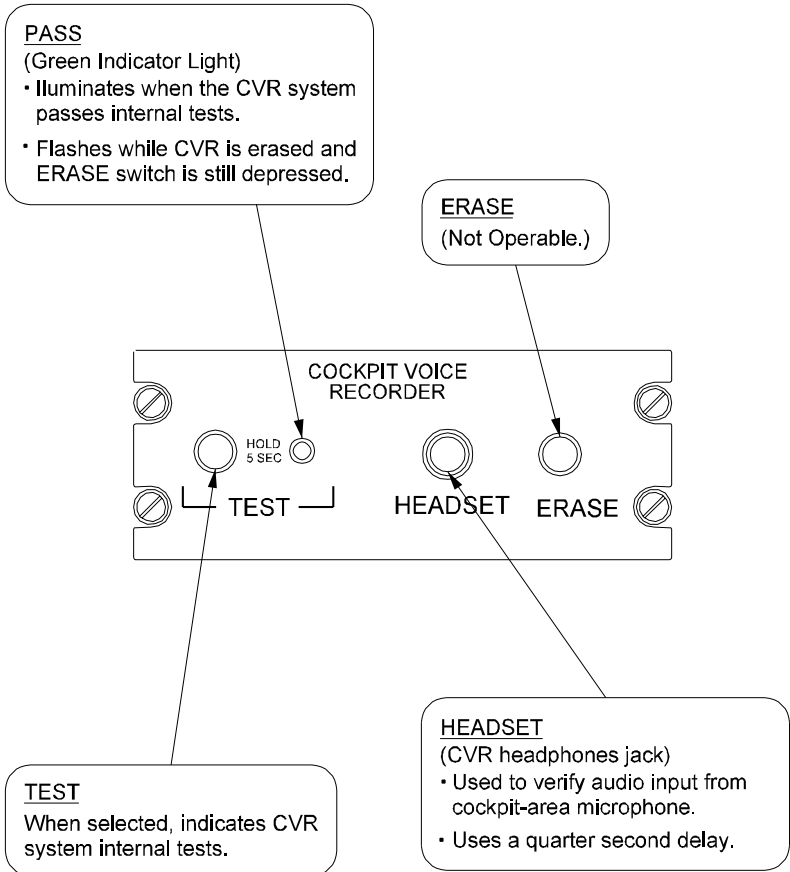 PASS
(Green Indicator Light)
• Iluminates when the CVR system
passes internal tests.
• Flashes while CVR is erased and
ERASE switch is still depressed.
ERASE
(Not Operable.)
COCKPIT VOICE
RECORDER
HOLD
5 SEC
TEST
HEADSET
ERASE
TEST
When selected, indicates CVR
system internal tests.
HEADSET
(CVR headphones jack)
• Used to verify audio input from
cockpit-area microphone.
• Uses a quarter second delay.